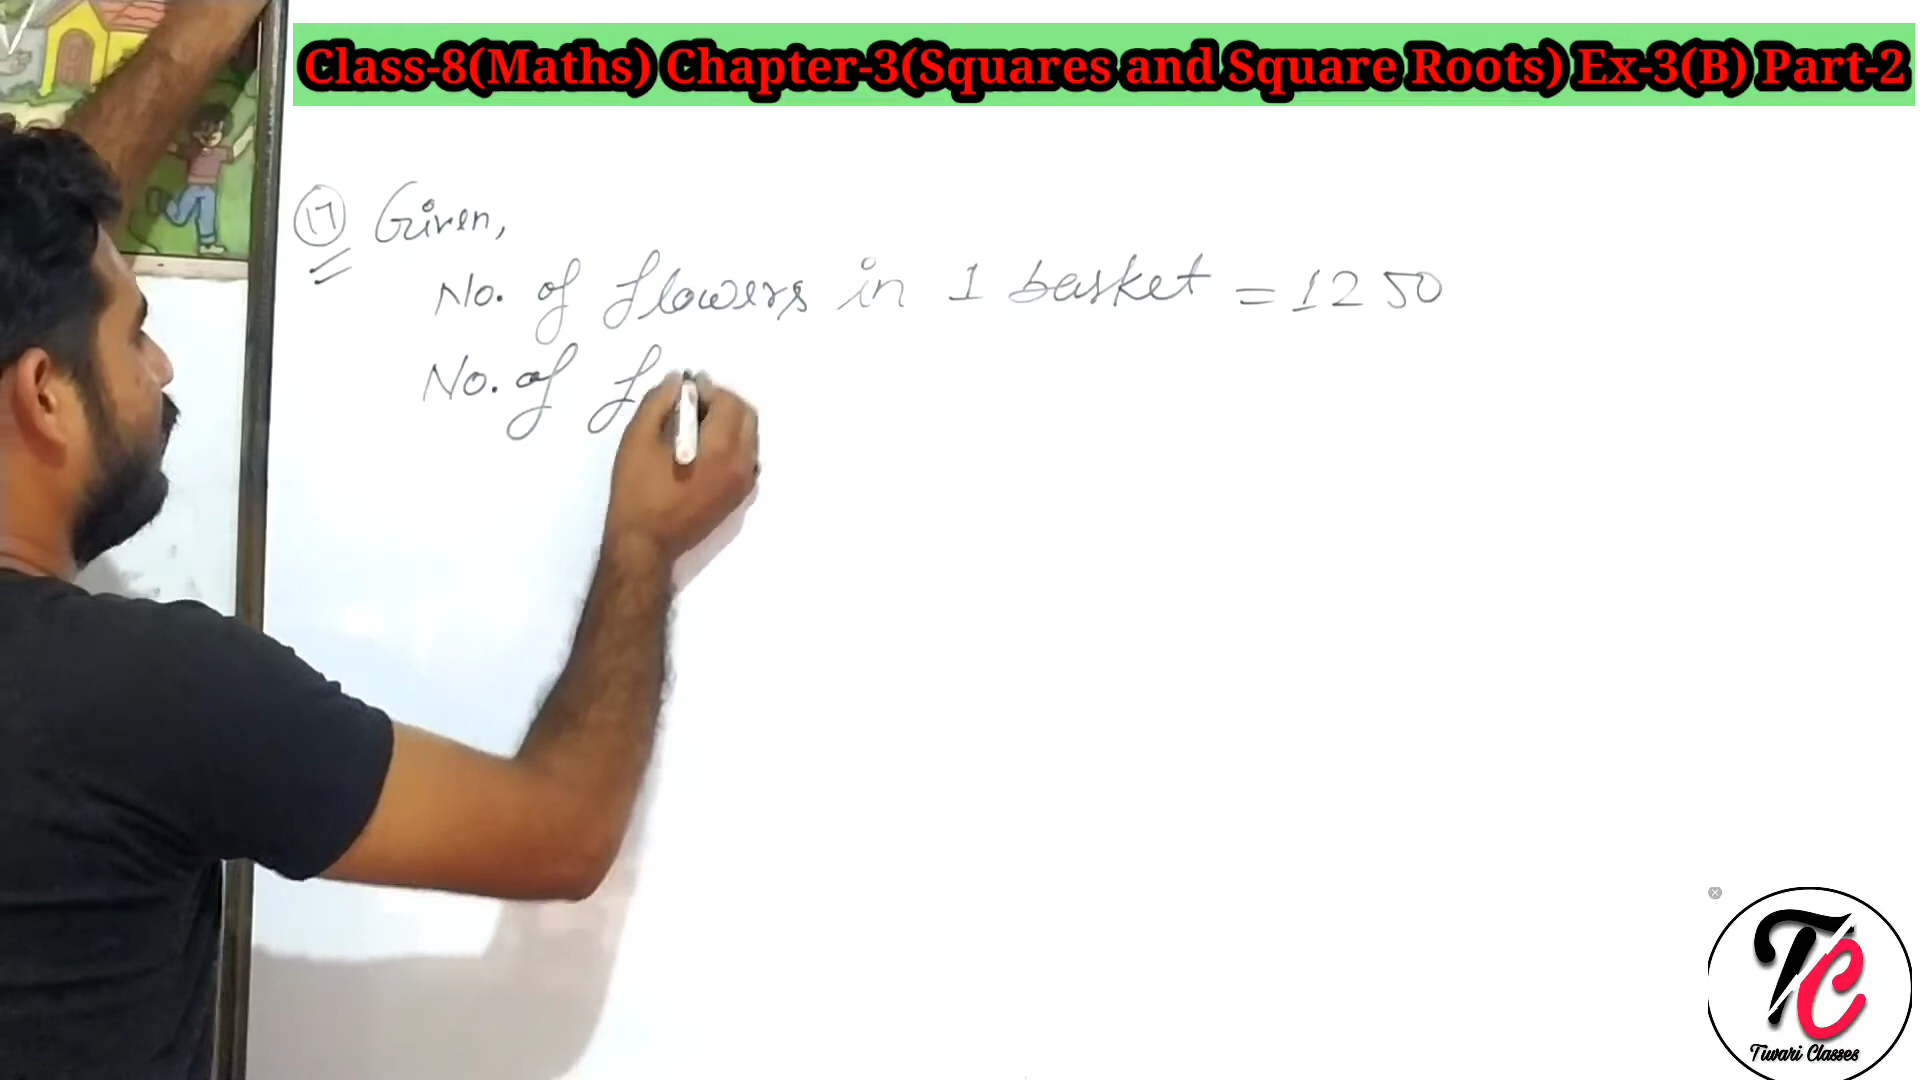 Class-8(Maths) Chapter-3(Squares and Square Roots) Ex-3(B) Part-2
17 Given,
No. of flowers in 1 basket = 1250
No. of
TC
Tiwari Classes